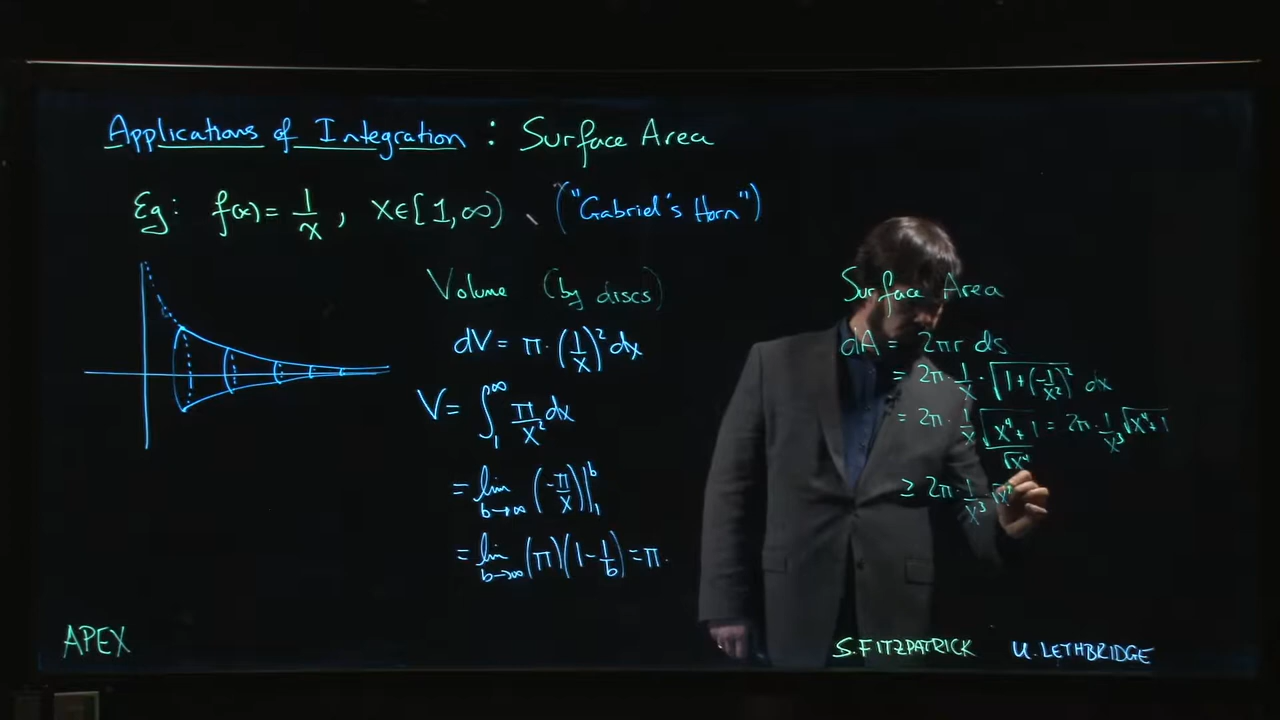 Applications of Integration : Surface Area
Eg: f(x) = 1/x , x∈[1,∞) ("Gabriel's Horn")
Volume (by discs)
dV = π·(1/x)² dx
V = ∫₁^∞ π/x² dx
= lim b→∞ (-π/x)|₁^b
= lim b→∞ (π)(1-1/b) = π.
Surface Area
dA = 2πr ds
= 2π·1/x·√(1+(-1/x²)²) dx
= 2π·1/x √(x⁴+1)/√x⁴ = 2π·1/x³ √(x⁴+1)
≥ 2π·1/x³
APEX
S. FITZPATRICK U. LETHBRIDGE